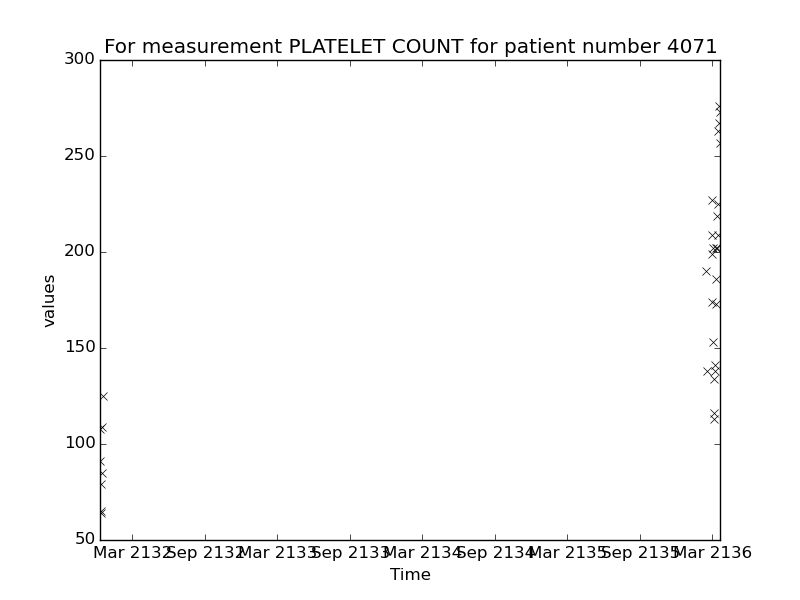 For measurement PLATELET COUNT for patient number 4071
300
250
200
150
100
50
values
Mar 2132 Sep 2132 Mar 2133 Sep 2133 Mar 2134 Sep 2134 Mar 2135 Sep 2135 Mar 2136
Time